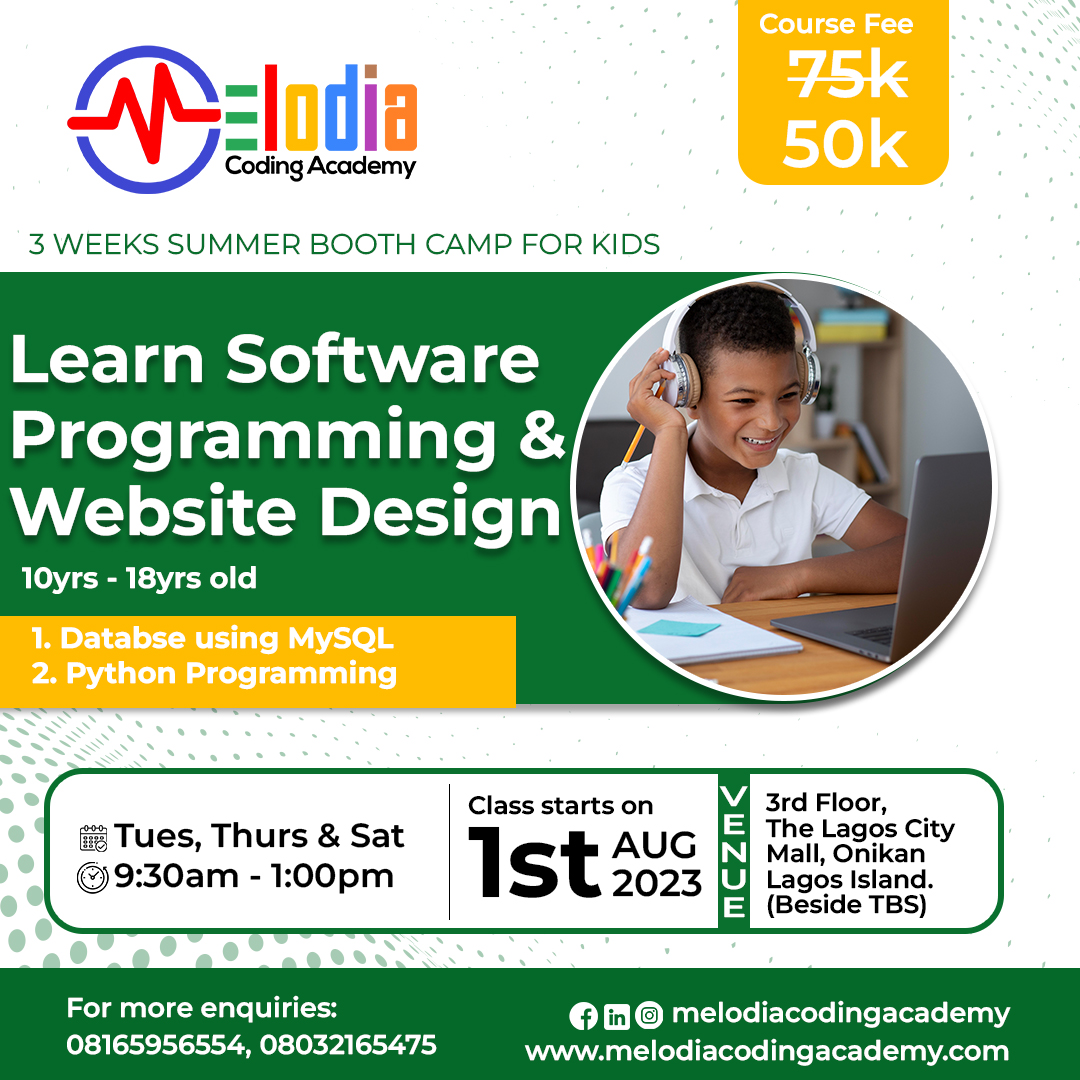 Melodia
Coding Academy
Course Fee
75k
50k
3 WEEKS SUMMER BOOTH CAMP FOR KIDS
Learn Software
Programming &
Website Design
10yrs - 18yrs old
1. Databse using MySQL
2. Python Programming
Tues, Thurs & Sat
9:30am - 1:00pm
Class starts on
1st AUG
2023
VENUE
3rd Floor,
The Lagos City
Mall, Onikan
Lagos Island.
(Beside TBS)
For more enquiries:
08165956554, 08032165475
melodiacodingacademy
www.melodiacodingacademy.com